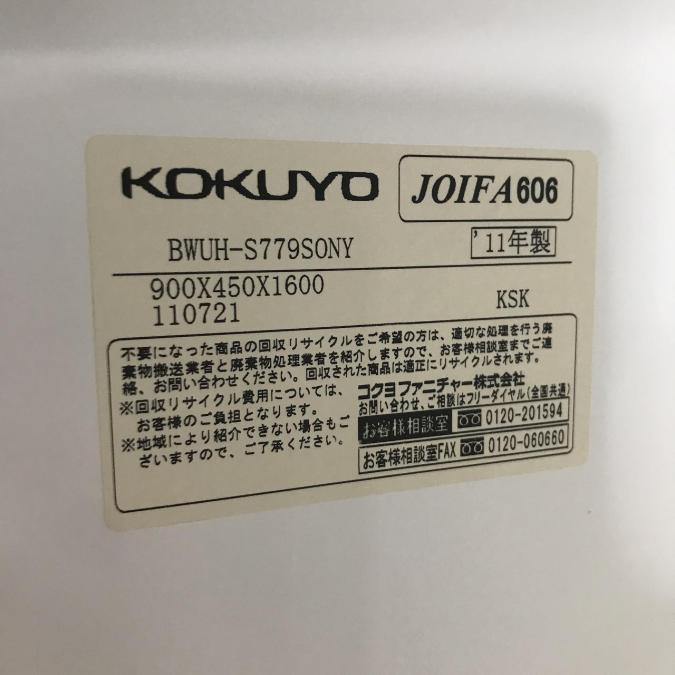 KOKUYO
JOIFA606
BWUH-S779SONY
'11年製
900X450X1600
110721
KSK
不要になった商品の回収リサイクルをご希望の方は、適切な処理を行う廃
棄物搬送業者と廃棄物処理業者を紹介しますので、お客様相談室までご連
絡、お問い合わせください。回収された商品は適正にリサイクルされます。
※回収リサイクル費用については、
お客様のご負担となります。
※地域により紹介できない場合もご
ざいますので、ご了承ください。
コクヨファニチャー株式会社
お問い合わせ、ご相談はフリーダイヤル(全国共通)
お客様相談室 0120-201594
お客様相談室FAX 0120-060660